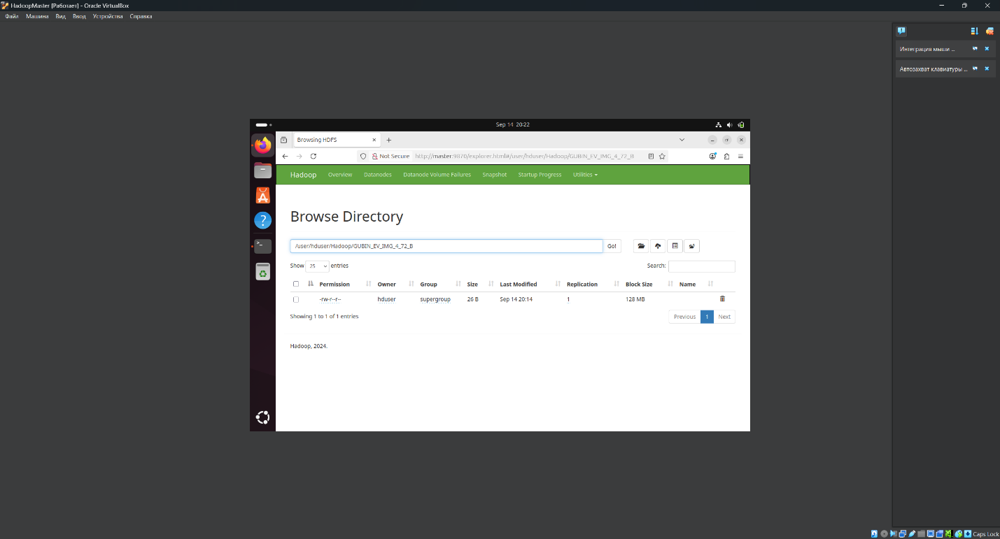 HadoopMaster [Работает] - Oracle VirtualBox
Файл Машина Вид Ввод Устройства Справка
Интеграция мыши ...
Автозахват клавиатуры ...
Sep 14 20:22
Browsing HDFS
Not Secure http://master:9870/explorer.html#/user/hduser/Hadoop/GUBIN_EV_IMG_4_72_B
Hadoop Overview Datanodes Datanode Volume Failures Snapshot Startup Progress Utilities
Browse Directory
/user/hduser/Hadoop/GUBIN_EV_IMG_4_72_B Go!
Show 25 entries Search:
Permission Owner Group Size Last Modified Replication Block Size Name
-rw-r--r-- hduser supergroup 26 B Sep 14 20:14 1 128 MB
Showing 1 to 1 of 1 entries Previous 1 Next
Hadoop, 2024.
Caps Lock